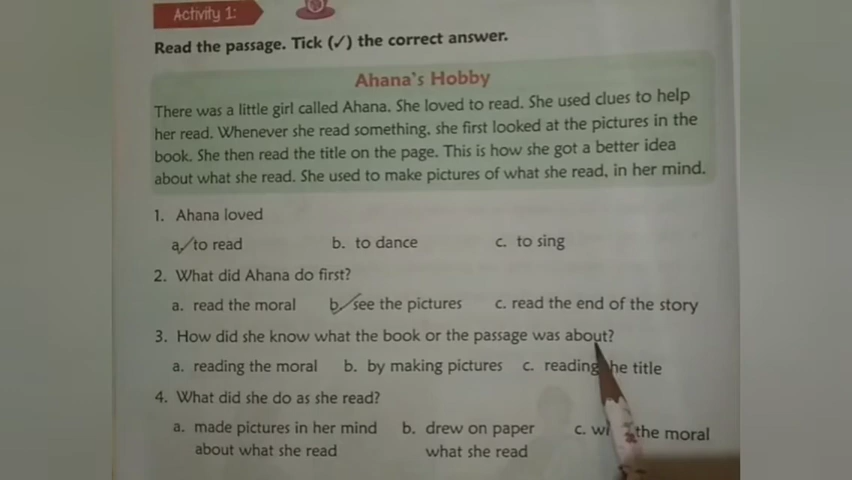 Activity 1:
Read the passage. Tick (✓) the correct answer.
Ahana's Hobby
There was a little girl called Ahana. She loved to read. She used clues to help
her read. Whenever she read something, she first looked at the pictures in the
book. She then read the title on the page. This is how she got a better idea
about what she read. She used to make pictures of what she read, in her mind.
1. Ahana loved
a. to read b. to dance c. to sing
2. What did Ahana do first?
a. read the moral b. see the pictures c. read the end of the story
3. How did she know what the book or the passage was about?
a. reading the moral b. by making pictures c. reading title
4. What did she do as she read?
a. made pictures in her mind b. drew on paper c. the moral
about what she read what she read